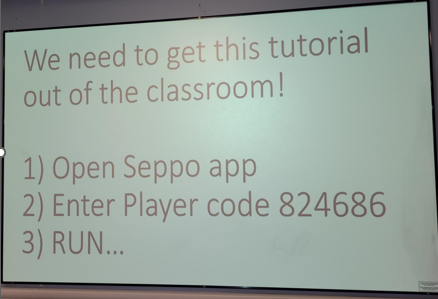 We need to get this tutorial
out of the classroom!
1) Open Seppo app
2) Enter Player code 824686
3) RUN...